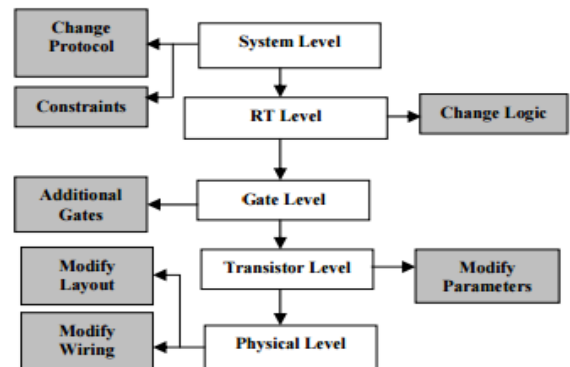 Change
Protocol
System Level
Constraints
RT Level
Change Logic
Additional
Gates
Gate Level
Modify
Layout
Transistor Level
Modify
Parameters
Modify
Wiring
Physical Level